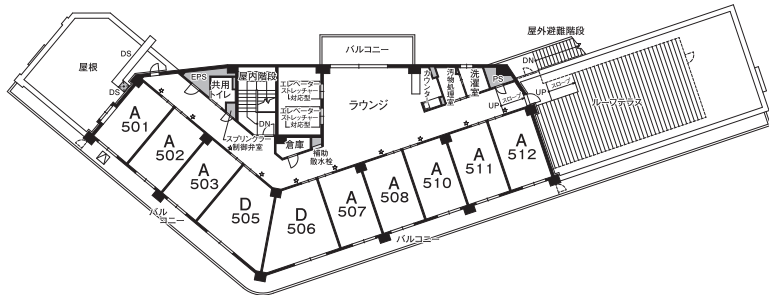 屋外避難階段
バルコニー
屋根
DS
DS
EPS
共用
トイレ
屋内階段
DN
エレベーター
ストレッチャー
対応型
エレベーター
ストレッチャー
対応型
ラウンジ
カウンター
汚物処理室
洗濯室
PS
DN
UP
スロープ
UP
スロープ
ルーフテラス
スプリンクラー
制御弁室
倉庫
補助
散水栓
A
501
A
502
A
503
D
505
D
506
A
507
A
508
A
510
A
511
A
512
バル
コニー
バルコニー